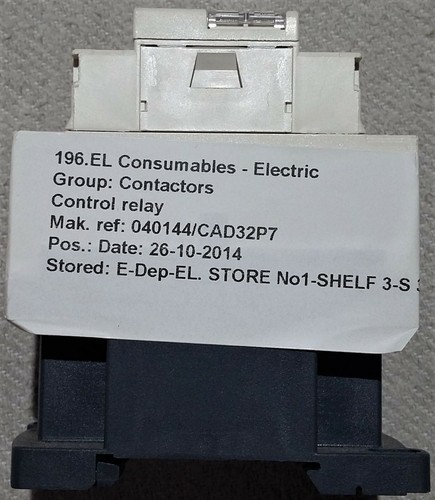 196.EL Consumables - Electric
Group: Contactors
Control relay
Mak. ref: 040144/CAD32P7
Pos.: Date: 26-10-2014
Stored: E-Dep-EL. STORE No1-SHELF 3-S